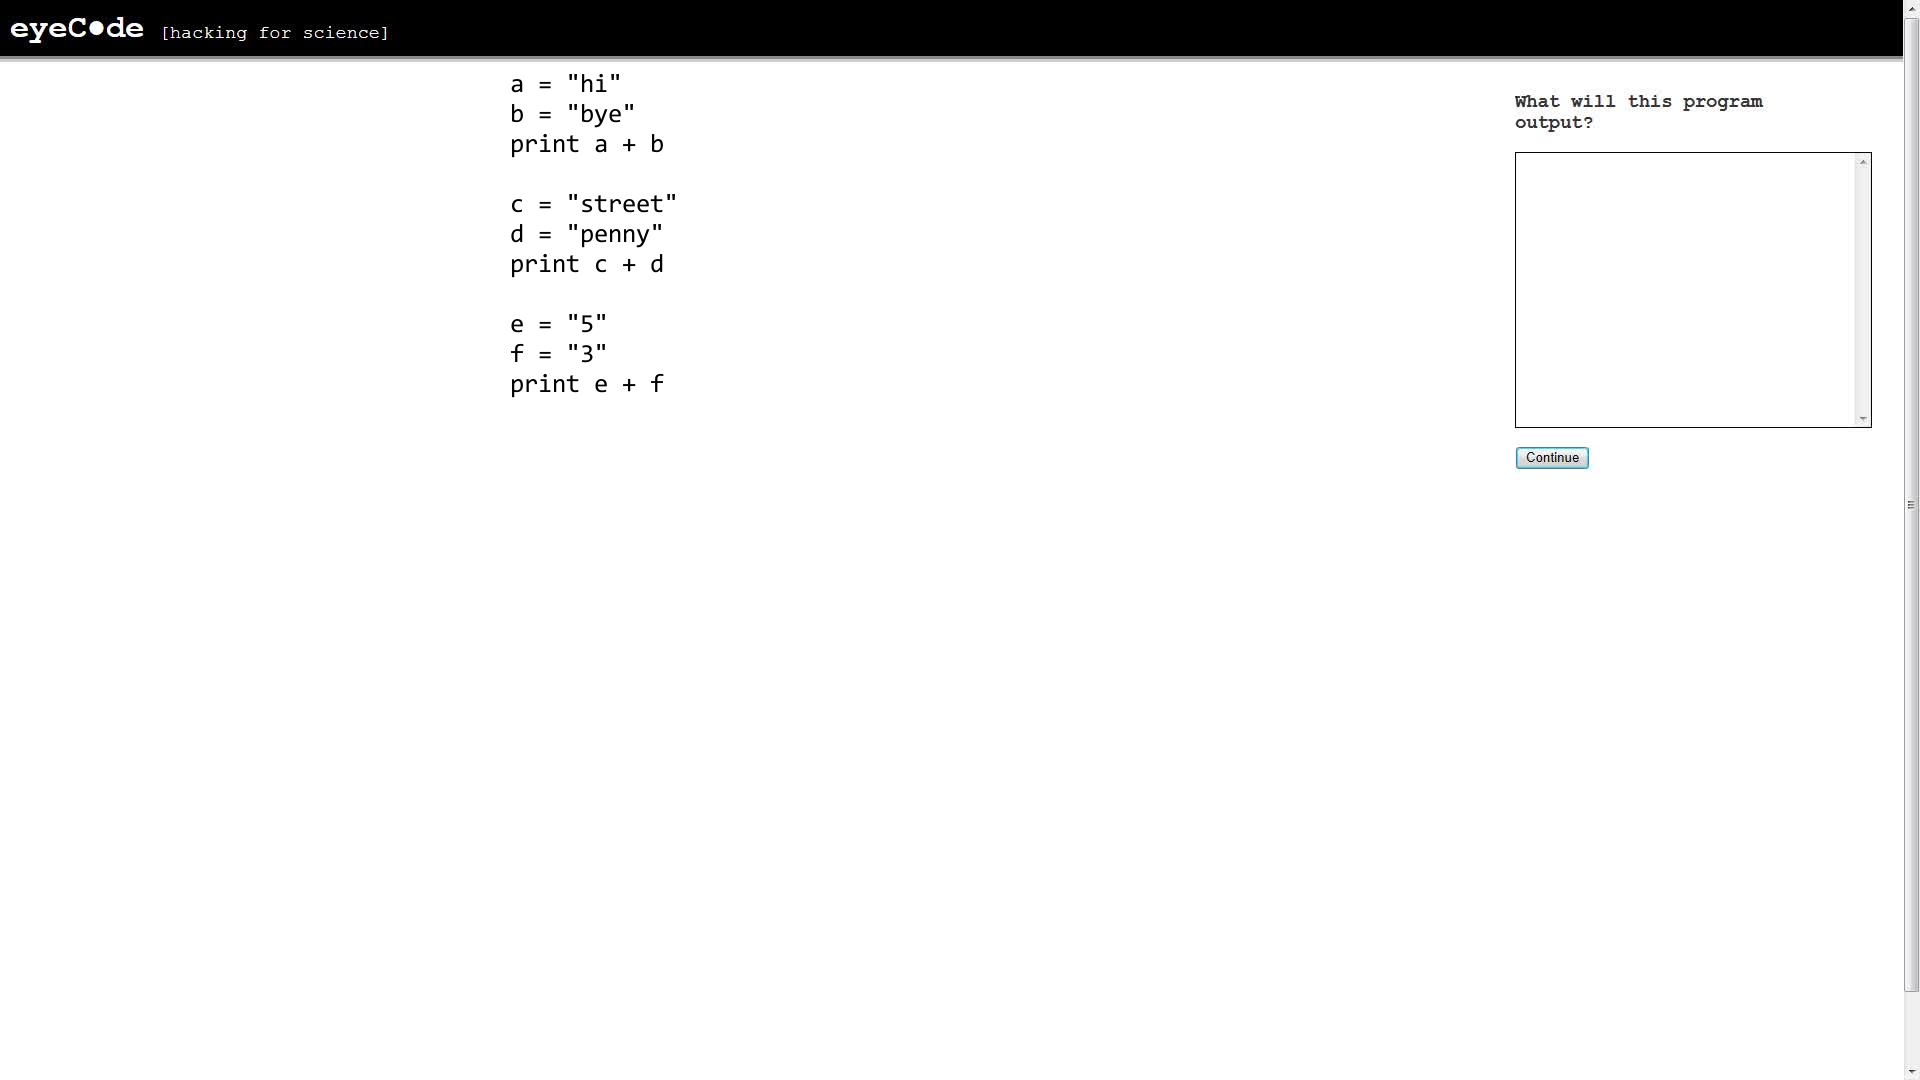 eyeC●de [hacking for science]
a = "hi"
b = "bye"
print a + b
c = "street"
d = "penny"
print c + d
e = "5"
f = "3"
print e + f
What will this program
output?
Continue